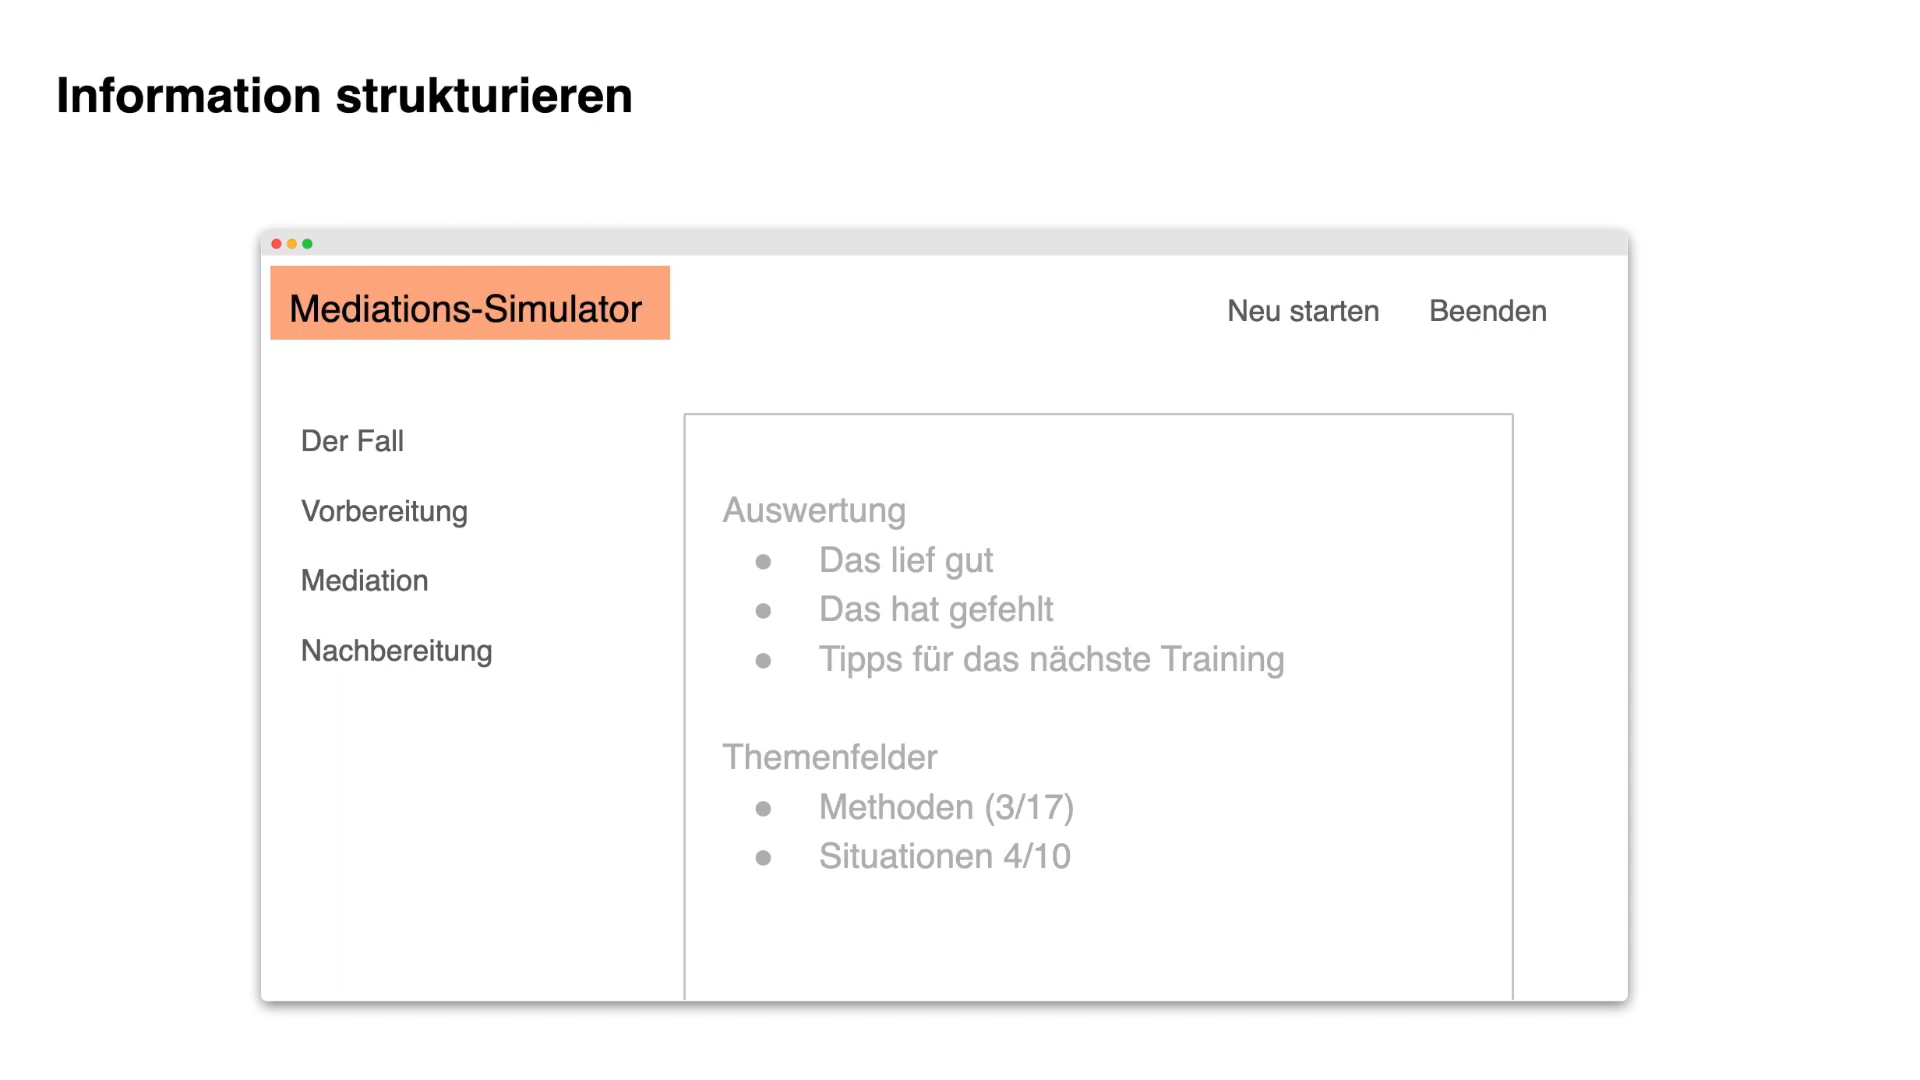 Information strukturieren
Mediations-Simulator
Neu starten
Beenden
Der Fall
Vorbereitung
Mediation
Nachbereitung
Auswertung
● Das lief gut
● Das hat gefehlt
● Tipps für das nächste Training
Themenfelder
● Methoden (3/17)
● Situationen 4/10